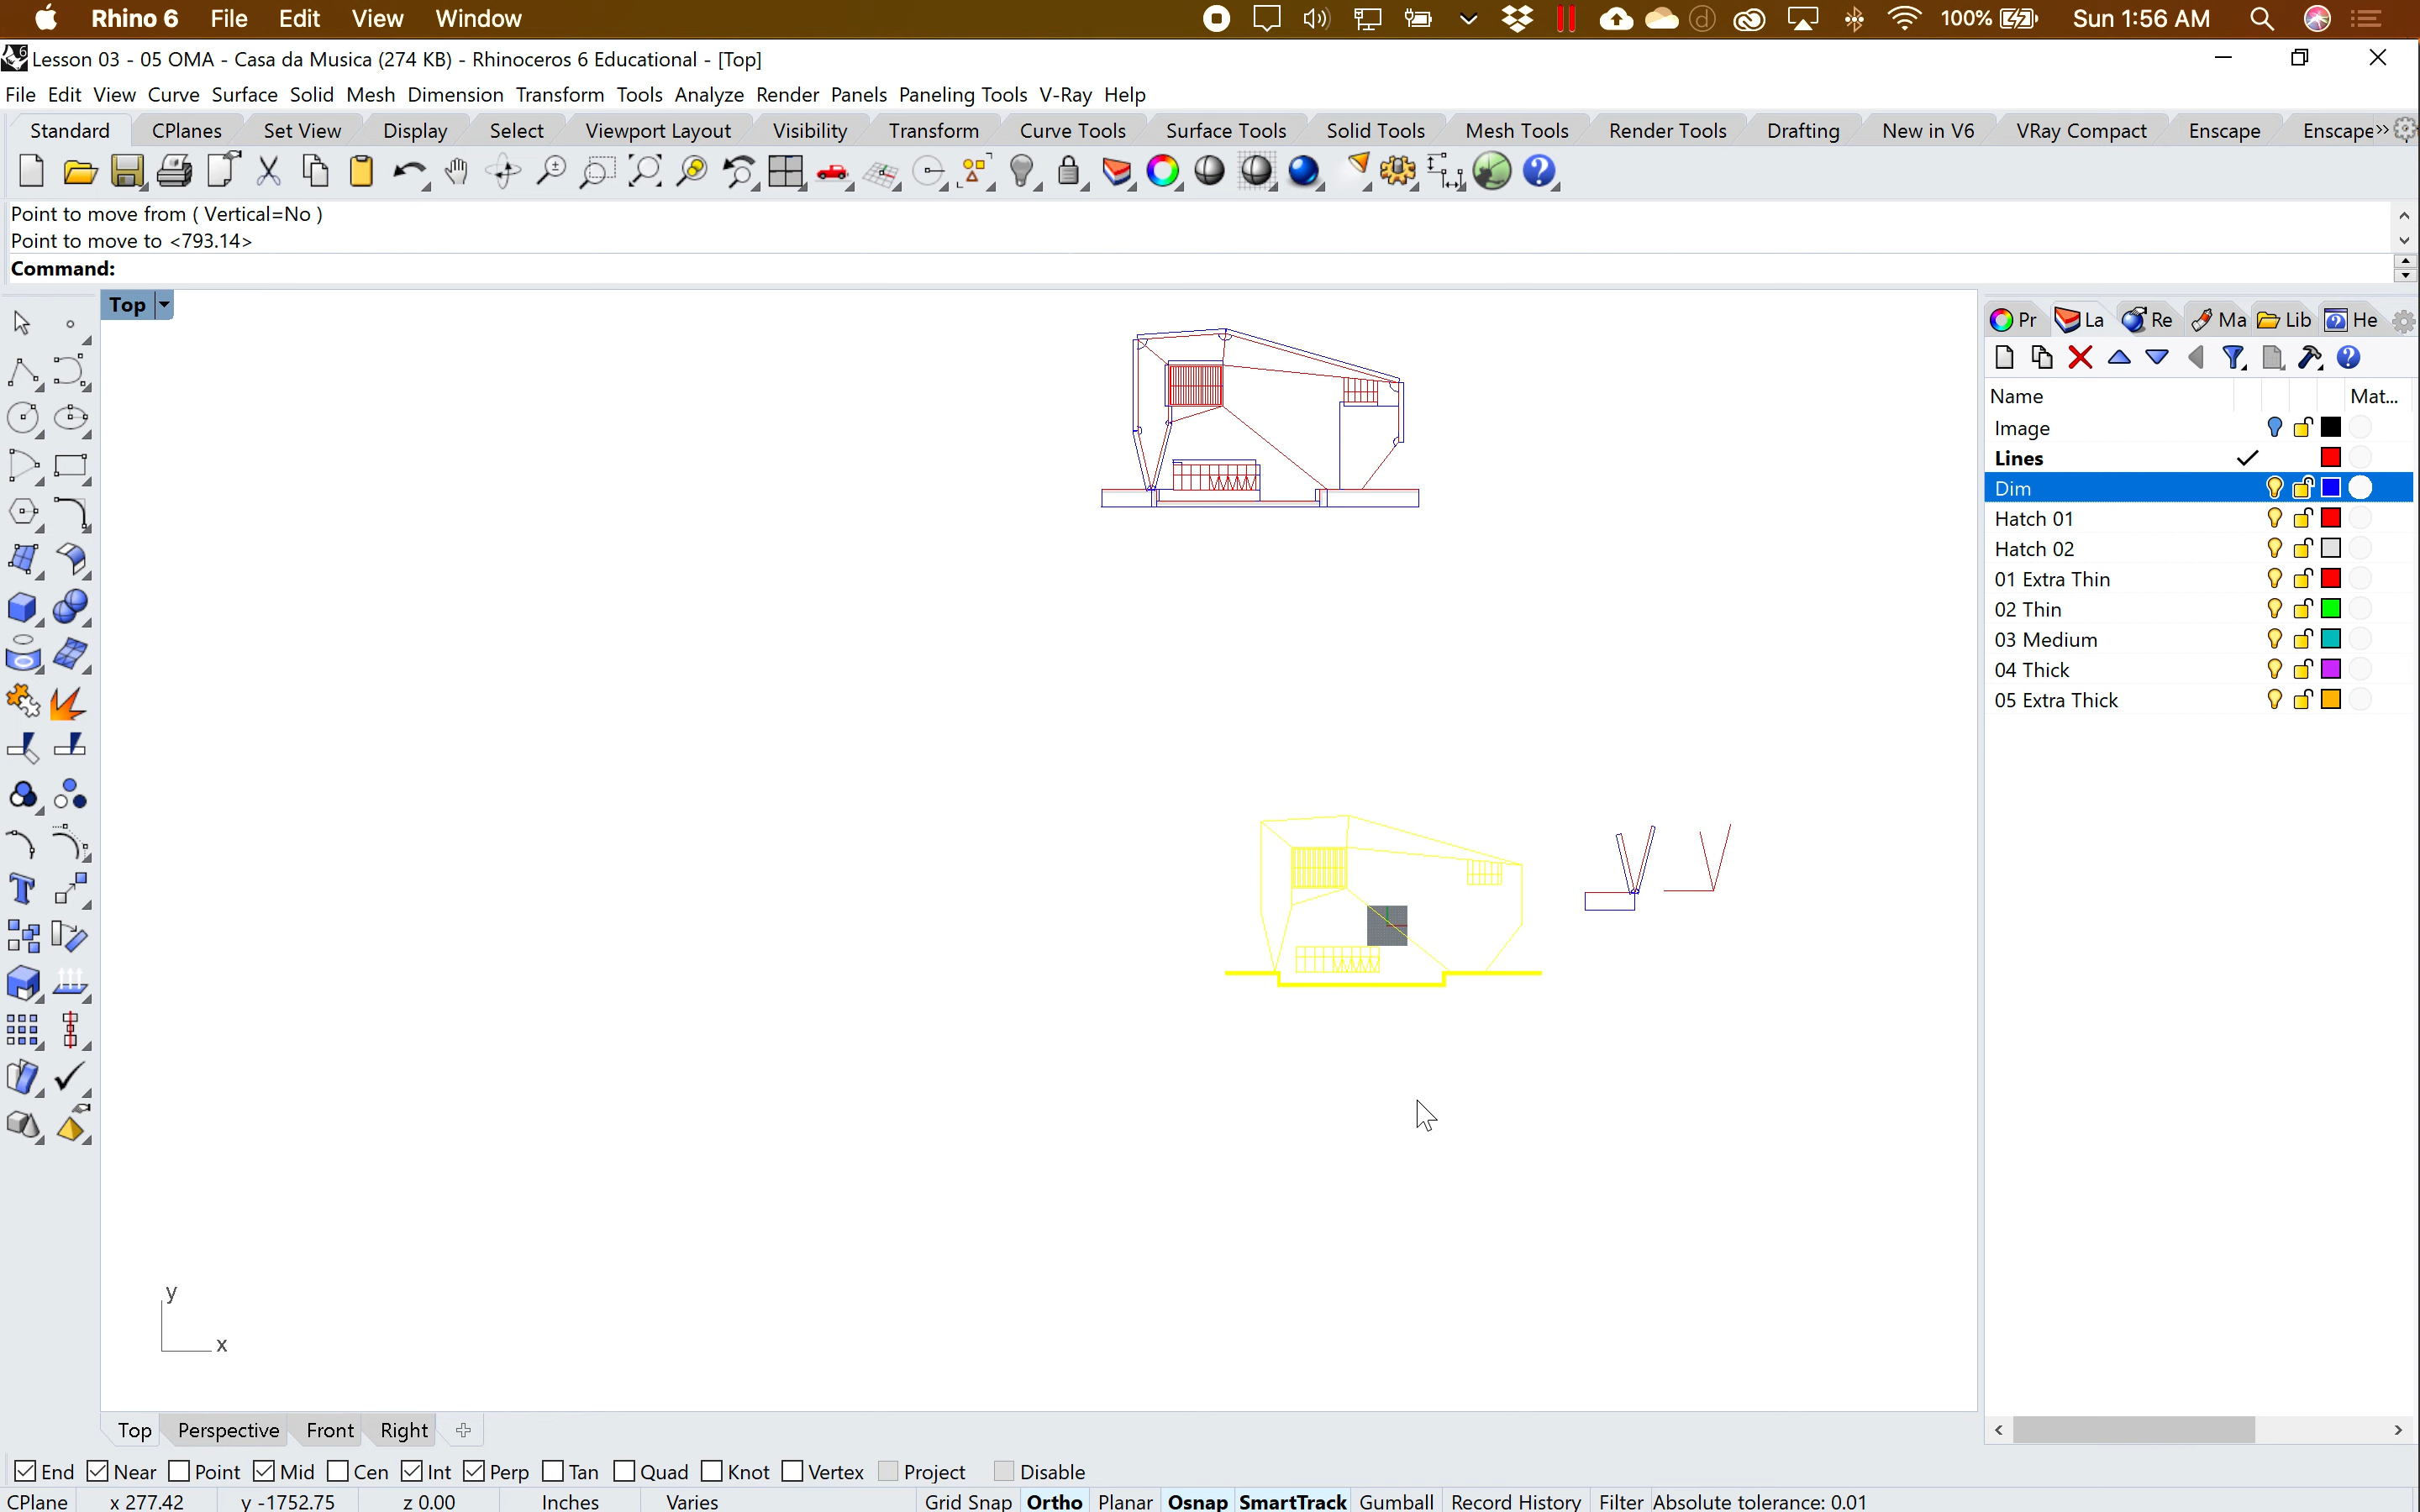 Rhino 6 File Edit View Window 100% Sun 1:56 AM
Lesson 03 - 05 OMA - Casa da Musica (274 KB) - Rhinoceros 6 Educational - [Top]
File Edit View Curve Surface Solid Mesh Dimension Transform Tools Analyze Render Panels Paneling Tools V-Ray Help
Standard CPlanes Set View Display Select Viewport Layout Visibility Transform Curve Tools Surface Tools Solid Tools Mesh Tools Render Tools Drafting New in V6 VRay Compact Enscape Enscape»
Point to move from ( Vertical=No )
Point to move to <793.14>
Command:
Top
Pr La Re Ma Lib He
Name Mat...
Image
Lines
Dim
Hatch 01
Hatch 02
01 Extra Thin
02 Thin
03 Medium
04 Thick
05 Extra Thick
y
x
Top Perspective Front Right
End Near Point Mid Cen Int Perp Tan Quad Knot Vertex Project Disable
CPlane x 277.42 y -1752.75 z 0.00 Inches Varies Grid Snap Ortho Planar Osnap SmartTrack Gumball Record History Filter Absolute tolerance: 0.01